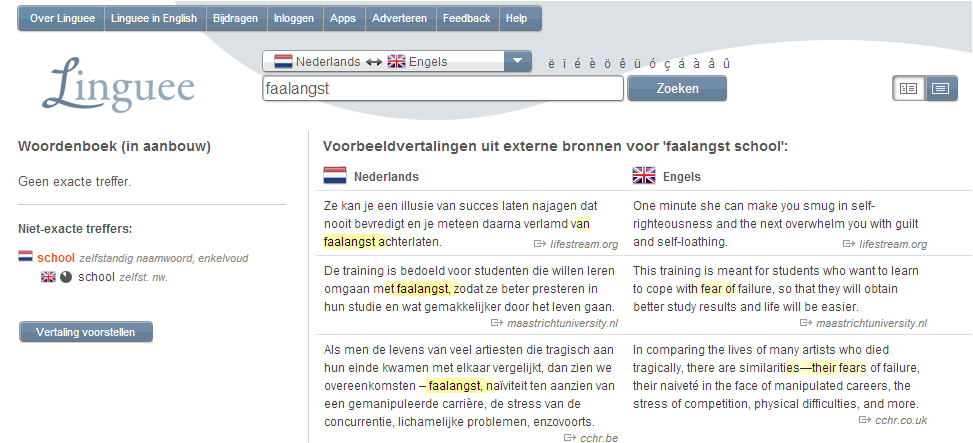 Over Linguee Linguee in English Bijdragen Inloggen Apps Adverteren Feedback Help
Linguee
Nederlands ↔ Engels
ë ï é è ö ê ü ó ç á à â û
faalangst
Zoeken
Woordenboek (in aanbouw)
Geen exacte treffer.
Niet-exacte treffers:
school zelfstandig naamwoord, enkelvoud
school zelfst. nw.
Vertaling voorstellen
Voorbeeldvertalingen uit externe bronnen voor 'faalangst school':
Nederlands
Engels
Ze kan je een illusie van succes laten najagen dat
nooit bevredigt en je meteen daarna verlamd van
faalangst achterlaten.
lifestream.org
One minute she can make you smug in self-
righteousness and the next overwhelm you with guilt
and self-loathing.
lifestream.org
De training is bedoeld voor studenten die willen leren
omgaan met faalangst, zodat ze beter presteren in
hun studie en wat gemakkelijker door het leven gaan.
maastrichtuniversity.nl
This training is meant for students who want to learn
to cope with fear of failure, so that they will obtain
better study results and life will be easier.
maastrichtuniversity.nl
Als men de levens van veel artiesten die tragisch aan
hun einde kwamen met elkaar vergelijkt, dan zien we
overeenkomsten – faalangst, naïviteit ten aanzien van
een gemanipuleerde carrière, de stress van de
concurrentie, lichamelijke problemen, enzovoorts.
cchr.be
In comparing the lives of many artists who died
tragically, there are similarities—their fears of failure,
their naiveté in the face of manipulated careers, the
stress of competition, physical difficulties, and more.
cchr.co.uk